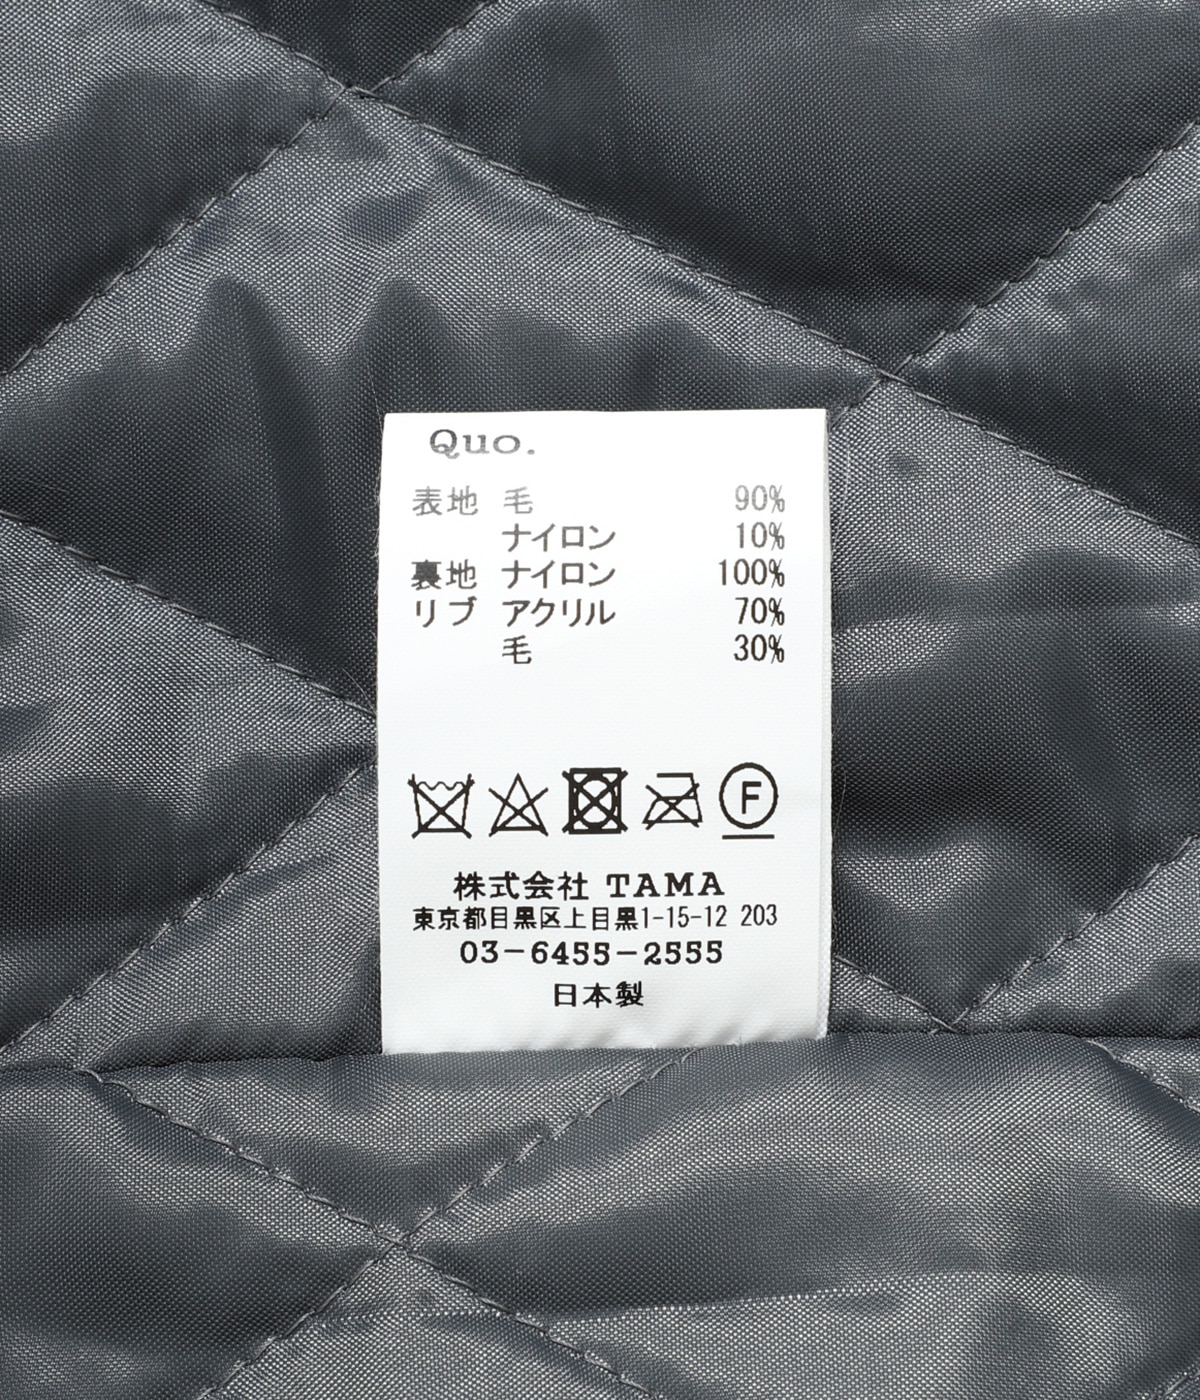 Quo.
表地 毛 90%
ナイロン 10%
裏地 ナイロン 100%
リブ アクリル 70%
毛 30%
F
株式会社 TAMA
東京都目黒区上目黒1-15-12 203
03-6455-2555
日本製